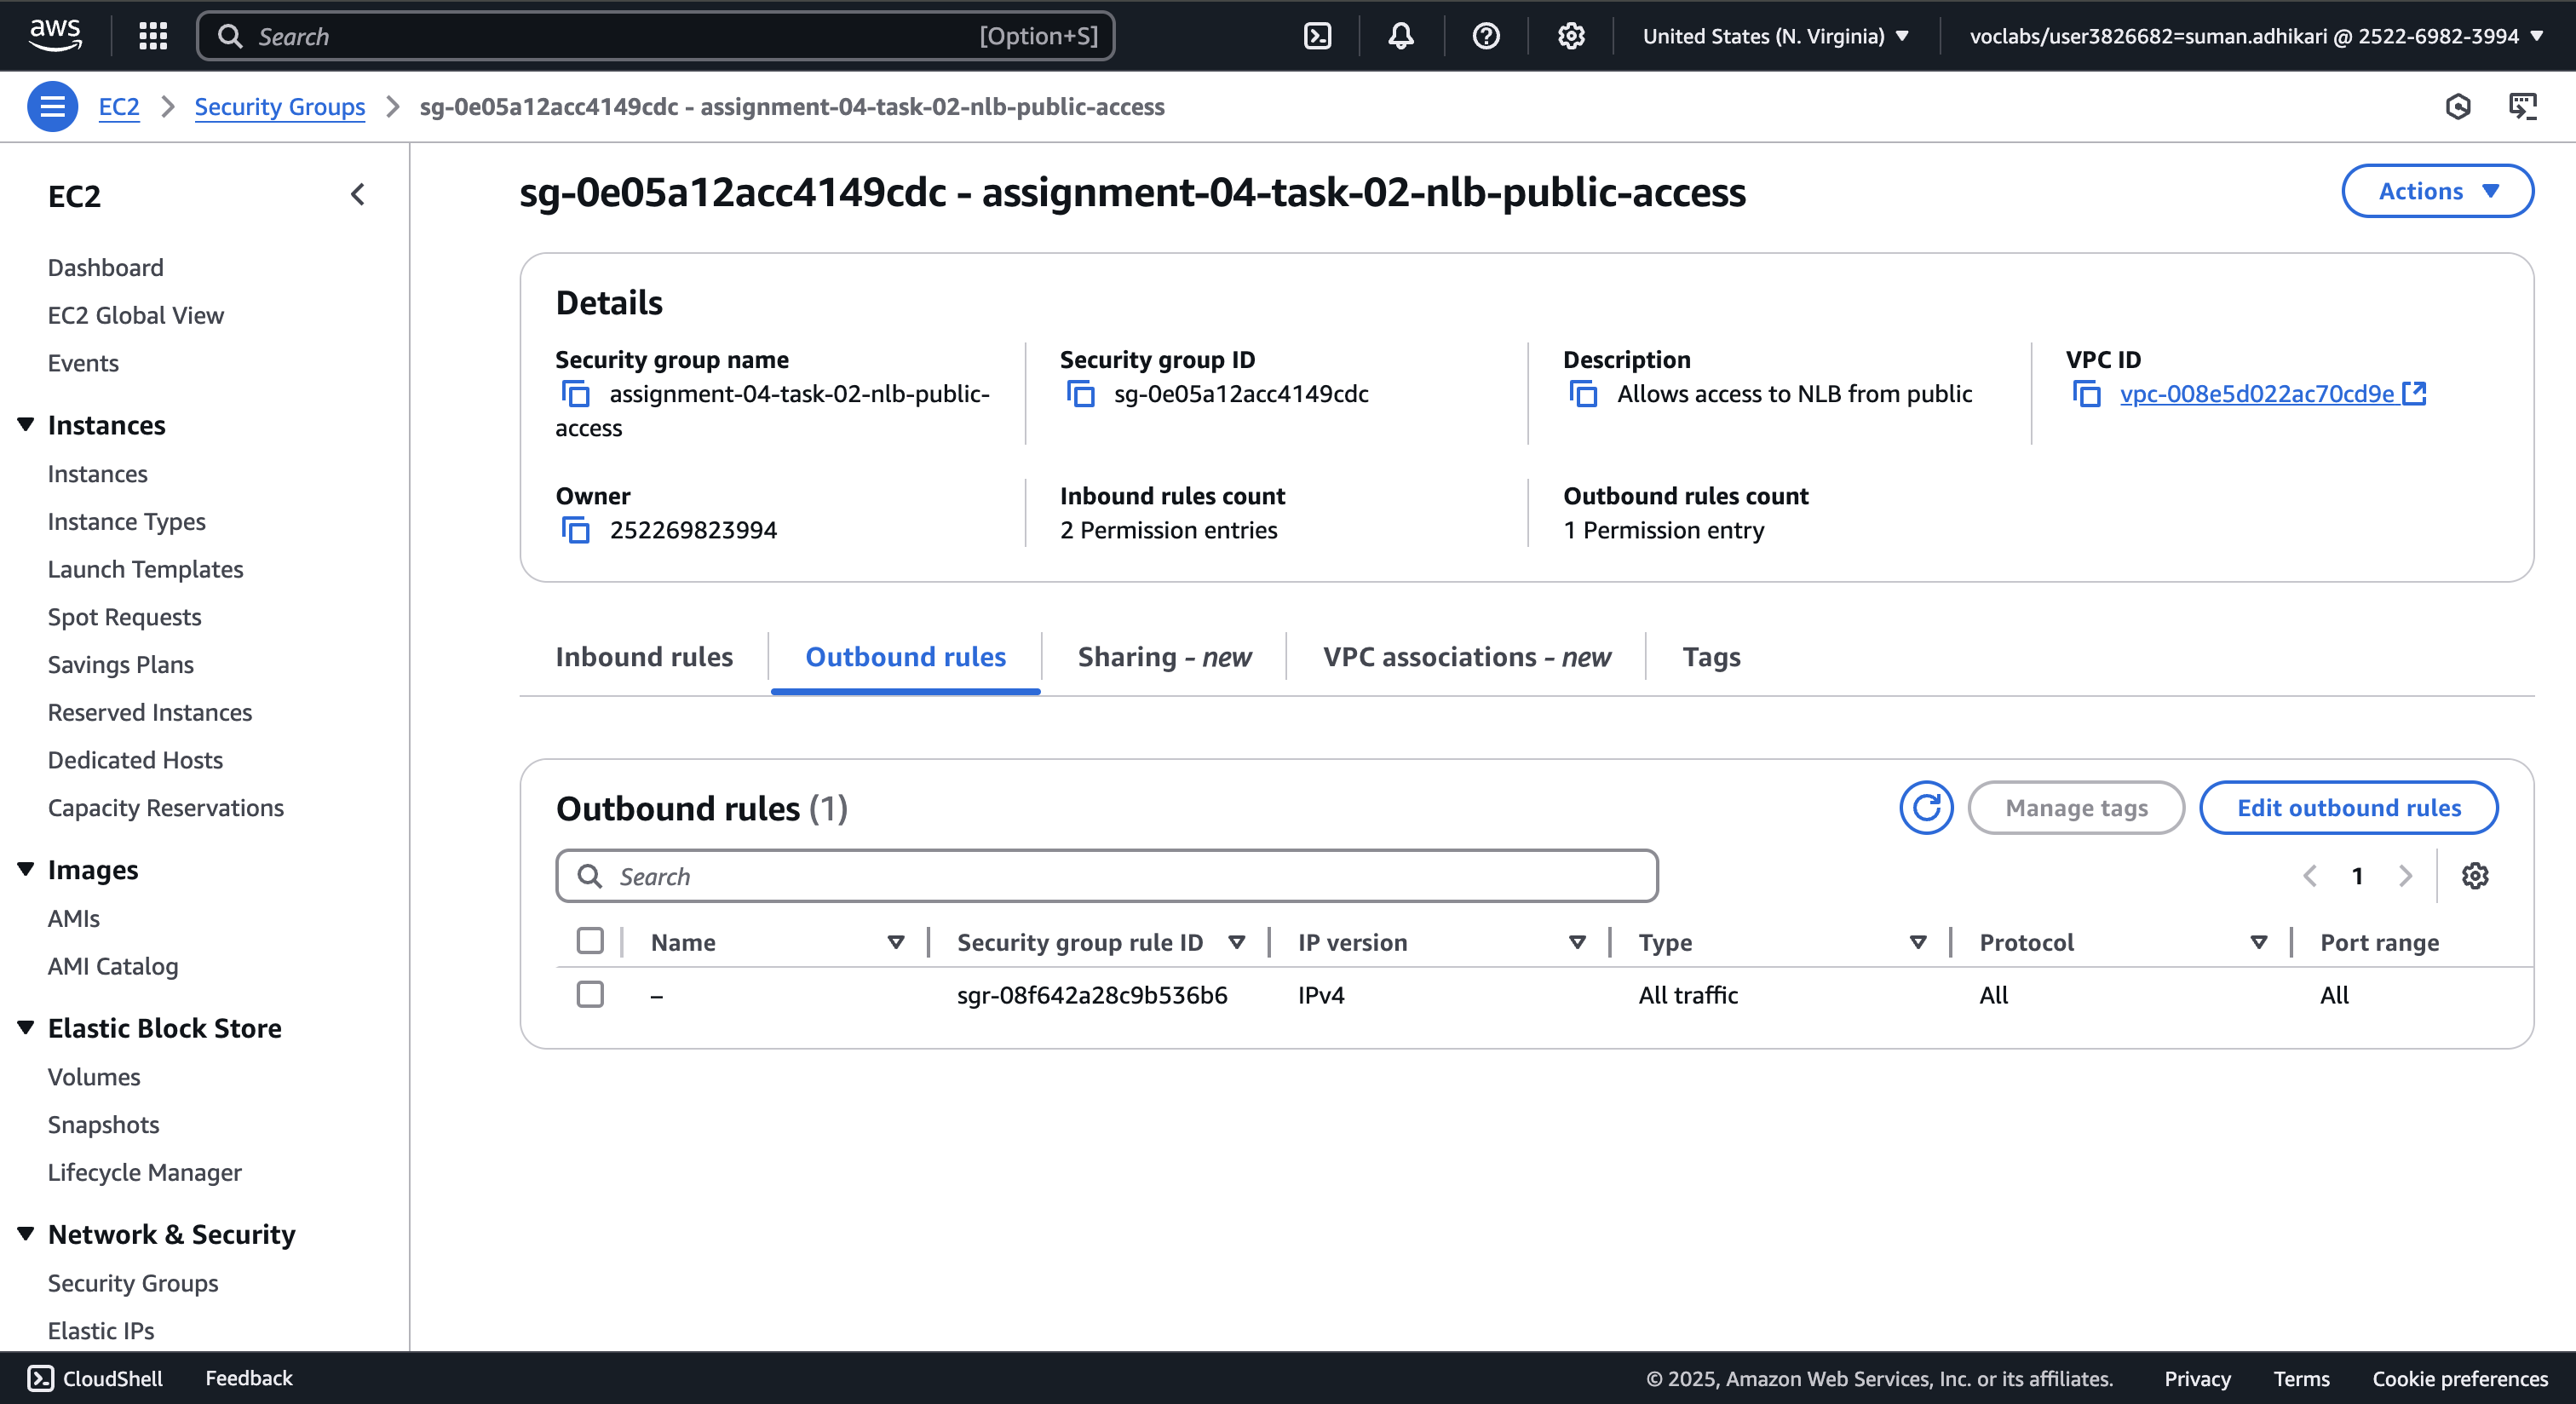 aws
Search [Option+S]
United States (N. Virginia)
voclabs/user3826682=suman.adhikari @ 2522-6982-3994
EC2
Security Groups
sg-0e05a12acc4149cdc - assignment-04-task-02-nlb-public-access
EC2
Dashboard
EC2 Global View
Events
Instances
Instances
Instance Types
Launch Templates
Spot Requests
Savings Plans
Reserved Instances
Dedicated Hosts
Capacity Reservations
Images
AMIs
AMI Catalog
Elastic Block Store
Volumes
Snapshots
Lifecycle Manager
Network & Security
Security Groups
Elastic IPs
sg-0e05a12acc4149cdc - assignment-04-task-02-nlb-public-access
Actions
Details
Security group name
assignment-04-task-02-nlb-public-
access
Security group ID
sg-0e05a12acc4149cdc
Description
Allows access to NLB from public
VPC ID
vpc-008e5d022ac70cd9e
Owner
252269823994
Inbound rules count
2 Permission entries
Outbound rules count
1 Permission entry
Inbound rules
Outbound rules
Sharing - new
VPC associations - new
Tags
Outbound rules (1)
Manage tags
Edit outbound rules
Search
1
Name Security group rule ID IP version Type Protocol Port range
– sgr-08f642a28c9b536b6 IPv4 All traffic All All
CloudShell
Feedback
© 2025, Amazon Web Services, Inc. or its affiliates.
Privacy
Terms
Cookie preferences